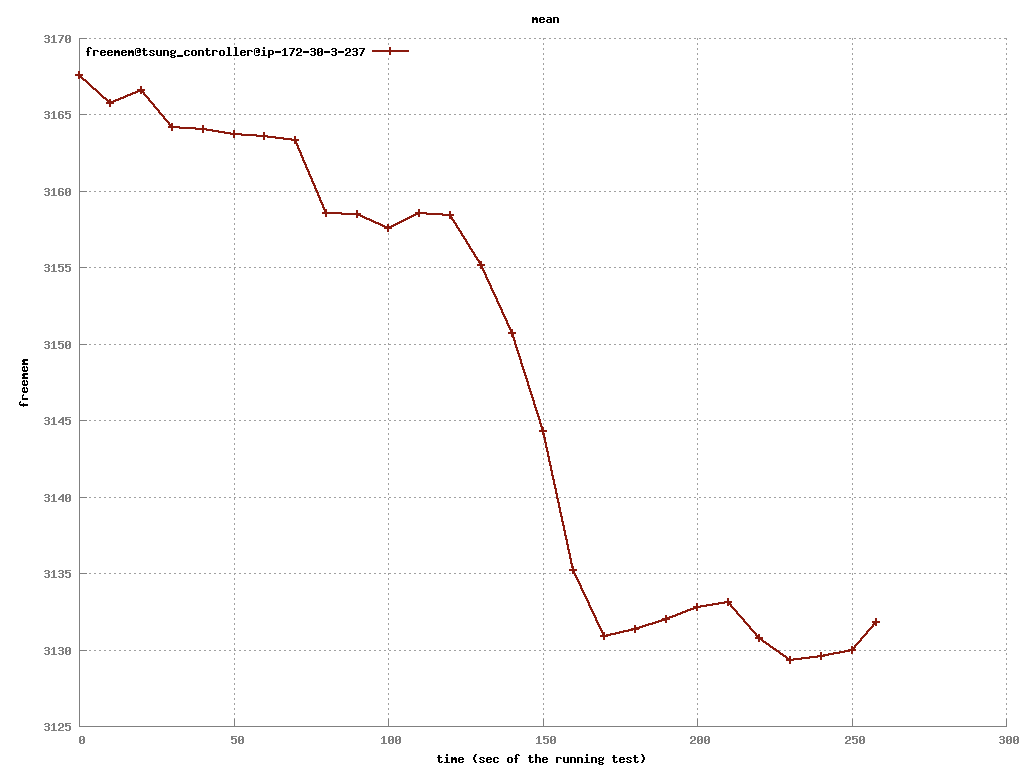 mean
freemem@tsung_controller@ip-172-30-3-237
3170
3165
3160
3155
3150
3145
3140
3135
3130
3125
freemem
0 50 100 150 200 250 300
time (sec of the running test)